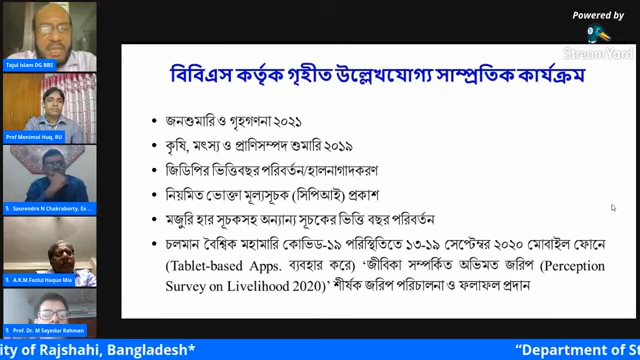 Powered by
StreamYard
Tajul islam DG BBS
Prof Monimul Huq, RU
Saurendra N Chakraborty, Ex ...
A.K.M.Fazlul Haque Mia
Prof. Dr. M Sayedur Rahman
বিবিএস কর্তৃক গৃহীত উল্লেখযোগ্য সাম্প্রতিক কার্যক্রম
• জনশুমারি ও গৃহগণনা ২০২১
• কৃষি, মৎস্য ও প্রাণিসম্পদ শুমারি ২০১৯
• জিডিপির ভিত্তিবছর পরিবর্তন/হালনাগাদকরণ
• নিয়মিত ভোক্তা মূল্যসূচক (সিপিআই) প্রকাশ
• মজুরি হার সূচকসহ অন্যান্য সূচকের ভিত্তি বছর পরিবর্তন
• চলমান বৈশ্বিক মহামারি কোভিড-১৯ পরিস্থিতিতে ১৩-১৯ সেপ্টেম্বর ২০২০ মোবাইল ফোনে
(Tablet-based Apps. ব্যবহার করে) ‘জীবিকা সম্পর্কিত অভিমত জরিপ (Perception
Survey on Livelihood 2020)’ শীর্ষক জরিপ পরিচালনা ও ফলাফল প্রদান
ity of Rajshahi, Bangladesh* "Department of St